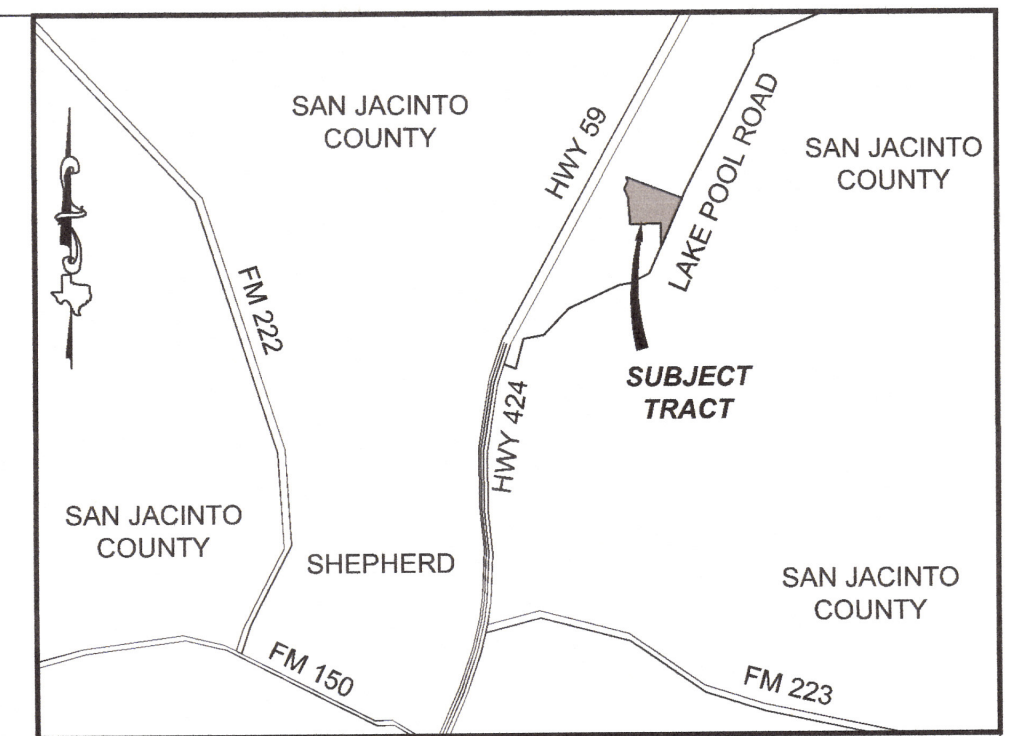 SAN JACINTO
COUNTY
HWY 59
LAKE POOL ROAD
SAN JACINTO
COUNTY
FM 222
SUBJECT
TRACT
HWY 424
SAN JACINTO
COUNTY
SHEPHERD
SAN JACINTO
COUNTY
FM 150
FM 223